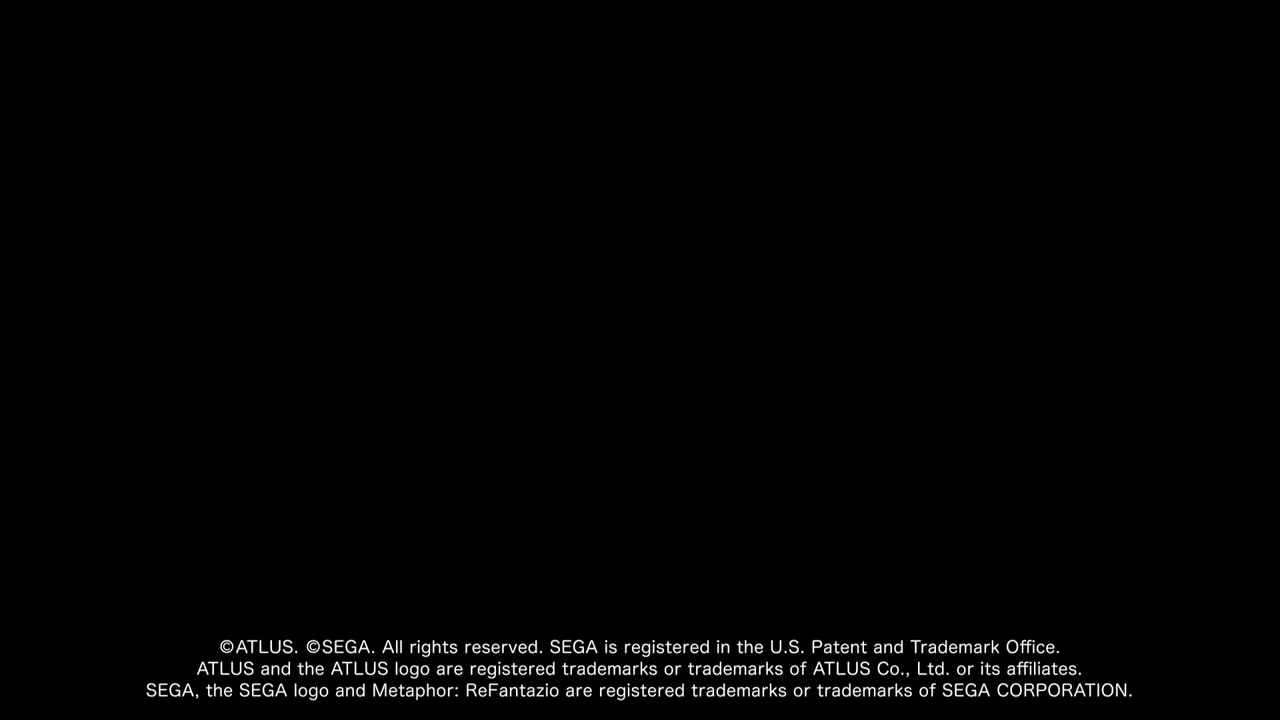 ©ATLUS. ©SEGA. All rights reserved. SEGA is registered in the U.S. Patent and Trademark Office.
ATLUS and the ATLUS logo are registered trademarks or trademarks of ATLUS Co., Ltd. or its affiliates.
SEGA, the SEGA logo and Metaphor: ReFantazio are registered trademarks or trademarks of SEGA CORPORATION.